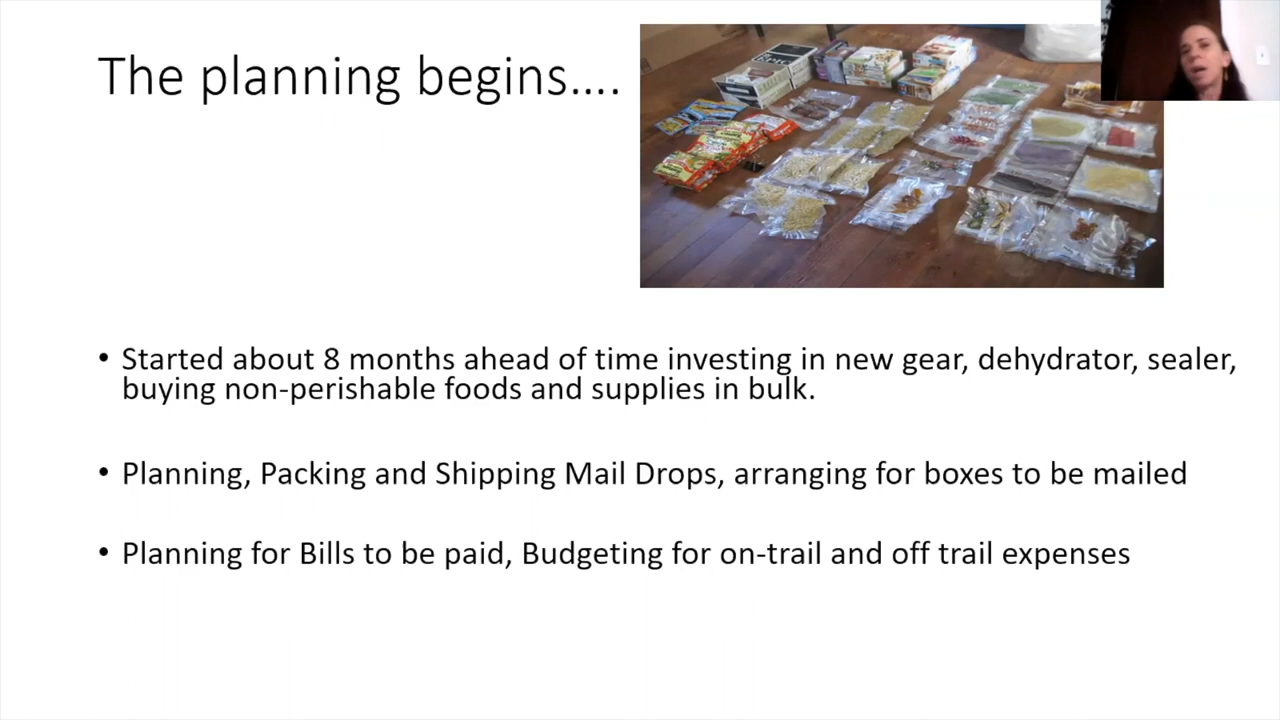 The planning begins….
• Started about 8 months ahead of time investing in new gear, dehydrator, sealer,
buying non-perishable foods and supplies in bulk.
• Planning, Packing and Shipping Mail Drops, arranging for boxes to be mailed
• Planning for Bills to be paid, Budgeting for on-trail and off trail expenses